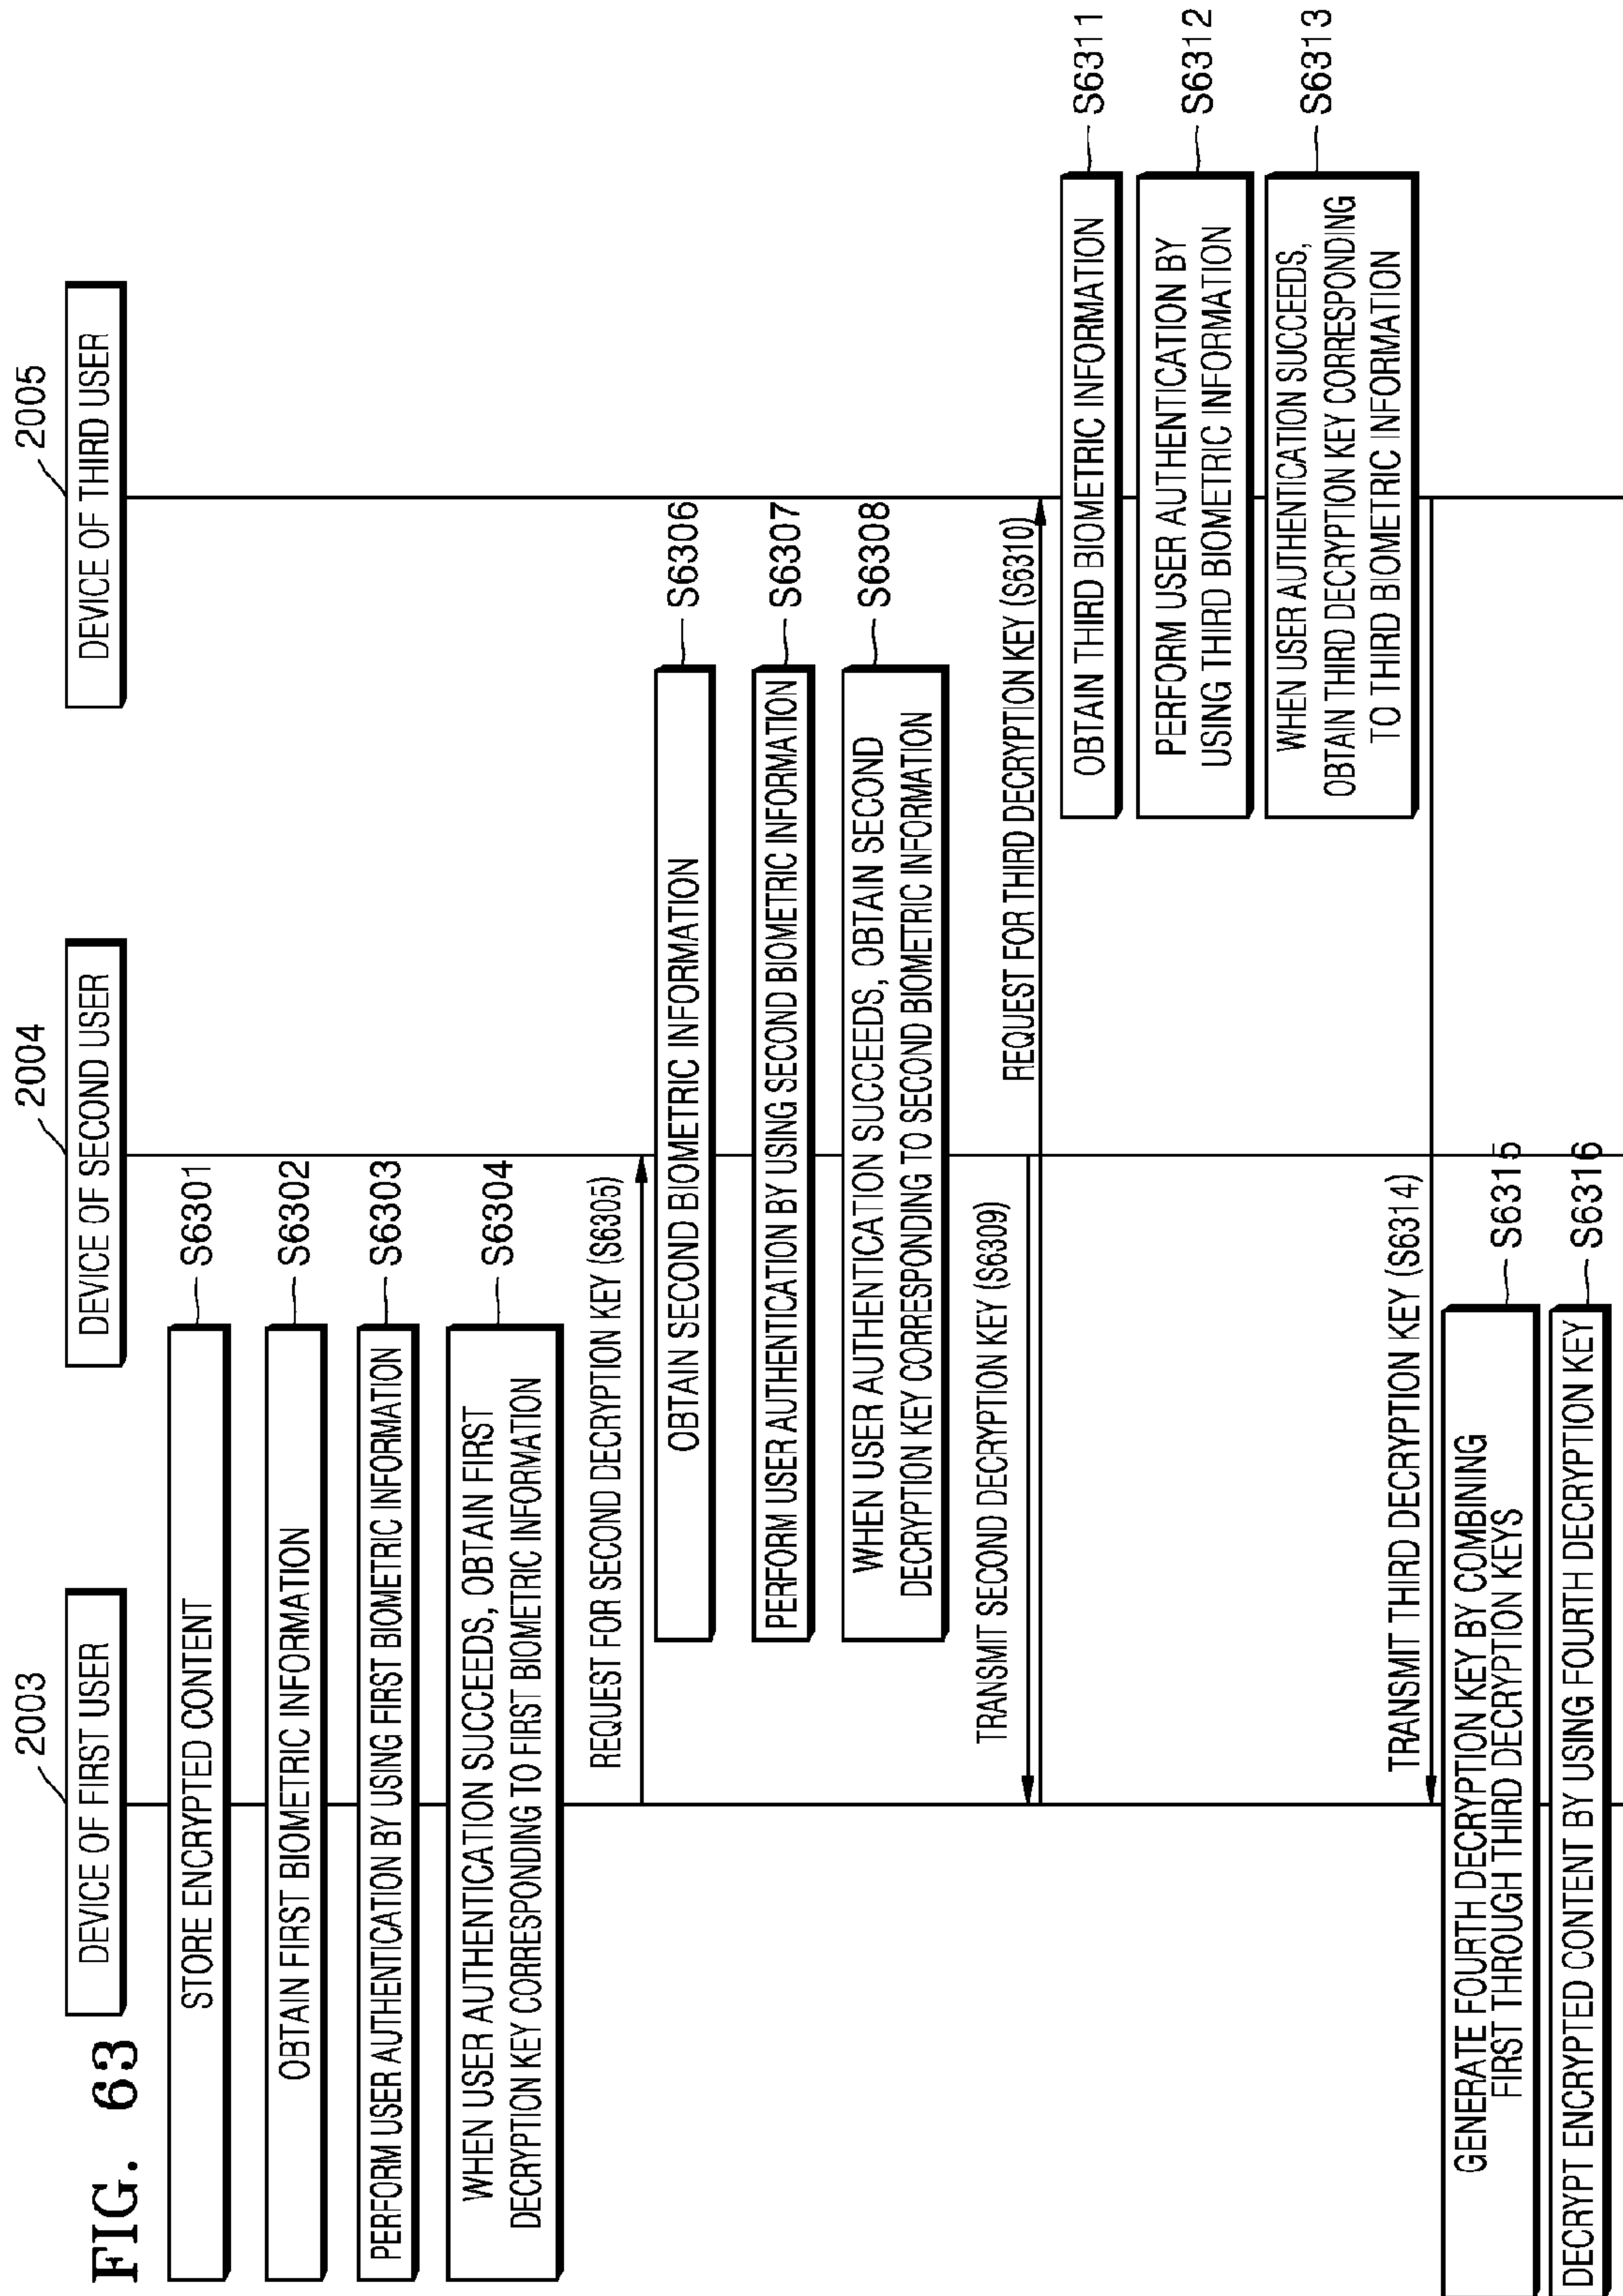 FIG. 63
2003
DEVICE OF FIRST USER
2004
DEVICE OF SECOND USER
2005
DEVICE OF THIRD USER
STORE ENCRYPTED CONTENT
S6301
OBTAIN FIRST BIOMETRIC INFORMATION
S6302
PERFORM USER AUTHENTICATION BY USING FIRST BIOMETRIC INFORMATION
S6303
WHEN USER AUTHENTICATION SUCCEEDS, OBTAIN FIRST
DECRYPTION KEY CORRESPONDING TO FIRST BIOMETRIC INFORMATION
S6304
REQUEST FOR SECOND DECRYPTION KEY (S6305)
OBTAIN SECOND BIOMETRIC INFORMATION
S6306
PERFORM USER AUTHENTICATION BY USING SECOND BIOMETRIC INFORMATION
S6307
WHEN USER AUTHENTICATION SUCCEEDS, OBTAIN SECOND
DECRYPTION KEY CORRESPONDING TO SECOND BIOMETRIC INFORMATION
S6308
TRANSMIT SECOND DECRYPTION KEY (S6309)
REQUEST FOR THIRD DECRYPTION KEY (S6310)
OBTAIN THIRD BIOMETRIC INFORMATION
S6311
PERFORM USER AUTHENTICATION BY
USING THIRD BIOMETRIC INFORMATION
S6312
WHEN USER AUTHENTICATION SUCCEEDS,
OBTAIN THIRD DECRYPTION KEY CORRESPONDING
TO THIRD BIOMETRIC INFORMATION
S6313
TRANSMIT THIRD DECRYPTION KEY (S6314)
GENERATE FOURTH DECRYPTION KEY BY COMBINING
FIRST THROUGH THIRD DECRYPTION KEYS
S6315
DECRYPT ENCRYPTED CONTENT BY USING FOURTH DECRYPTION KEY
S6316